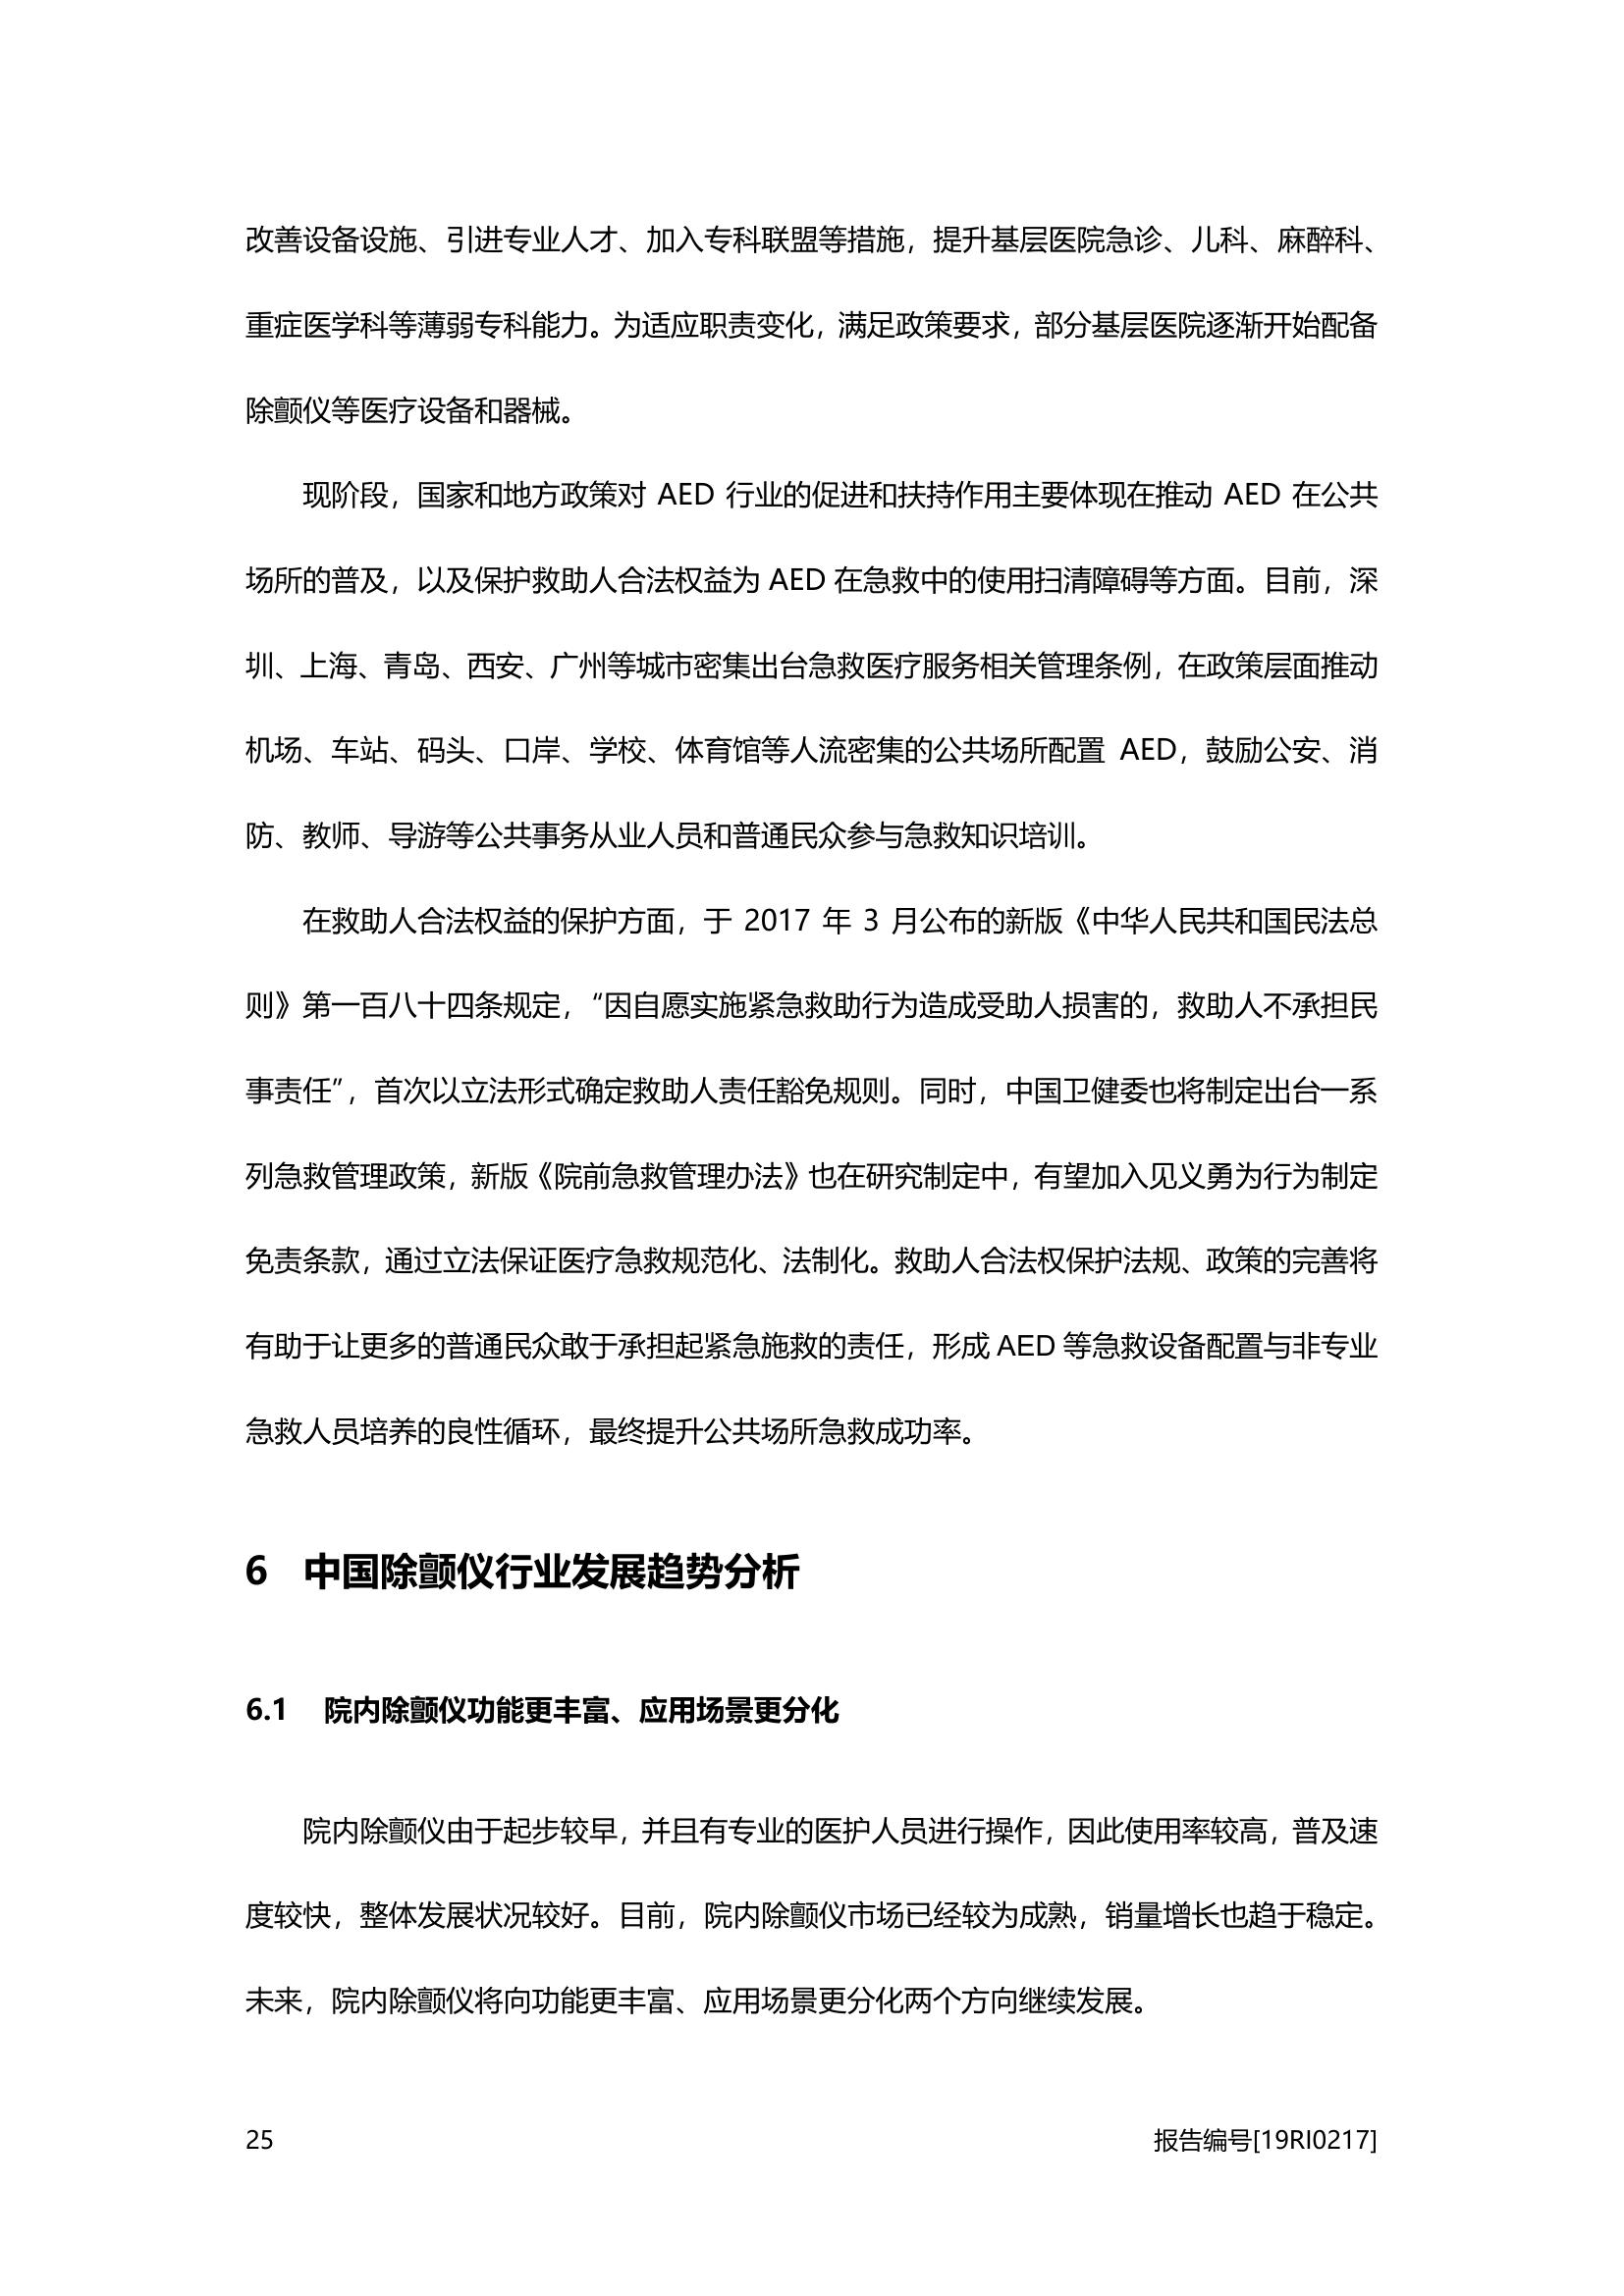 改善设备设施、引进专业人才、加入专科联盟等措施，提升基层医院急诊、儿科、麻醉科、
重症医学科等薄弱专科能力。为适应职责变化，满足政策要求，部分基层医院逐渐开始配备
除颤仪等医疗设备和器械。
现阶段，国家和地方政策对 AED 行业的促进和扶持作用主要体现在推动 AED 在公共
场所的普及，以及保护救助人合法权益为 AED 在急救中的使用扫清障碍等方面。目前，深
圳、上海、青岛、西安、广州等城市密集出台急救医疗服务相关管理条例，在政策层面推动
机场、车站、码头、口岸、学校、体育馆等人流密集的公共场所配置 AED，鼓励公安、消
防、教师、导游等公共事务从业人员和普通民众参与急救知识培训。
在救助人合法权益的保护方面，于 2017 年 3 月公布的新版《中华人民共和国民法总
则》第一百八十四条规定，“因自愿实施紧急救助行为造成受助人损害的，救助人不承担民
事责任”，首次以立法形式确定救助人责任豁免规则。同时，中国卫健委也将制定出台一系
列急救管理政策，新版《院前急救管理办法》也在研究制定中，有望加入见义勇为行为制定
免责条款，通过立法保证医疗急救规范化、法制化。救助人合法权保护法规、政策的完善将
有助于让更多的普通民众敢于承担起紧急施救的责任，形成 AED 等急救设备配置与非专业
急救人员培养的良性循环，最终提升公共场所急救成功率。
6 中国除颤仪行业发展趋势分析
6.1 院内除颤仪功能更丰富、应用场景更分化
院内除颤仪由于起步较早，并且有专业的医护人员进行操作，因此使用率较高，普及速
度较快，整体发展状况较好。目前，院内除颤仪市场已经较为成熟，销量增长也趋于稳定。
未来，院内除颤仪将向功能更丰富、应用场景更分化两个方向继续发展。
25 报告编号[19RI0217]